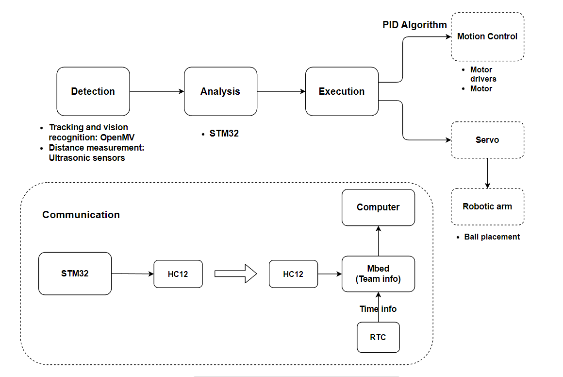 PID Algorithm
Motion Control
• Motor
drivers
• Motor
Detection
Analysis
Execution
• Tracking and vision
recognition: OpenMV
• Distance measurement:
Ultrasonic sensors
• STM32
Servo
Robotic arm
• Ball placement
Communication
Computer
STM32
HC12
HC12
Mbed
(Team info)
Time info
RTC